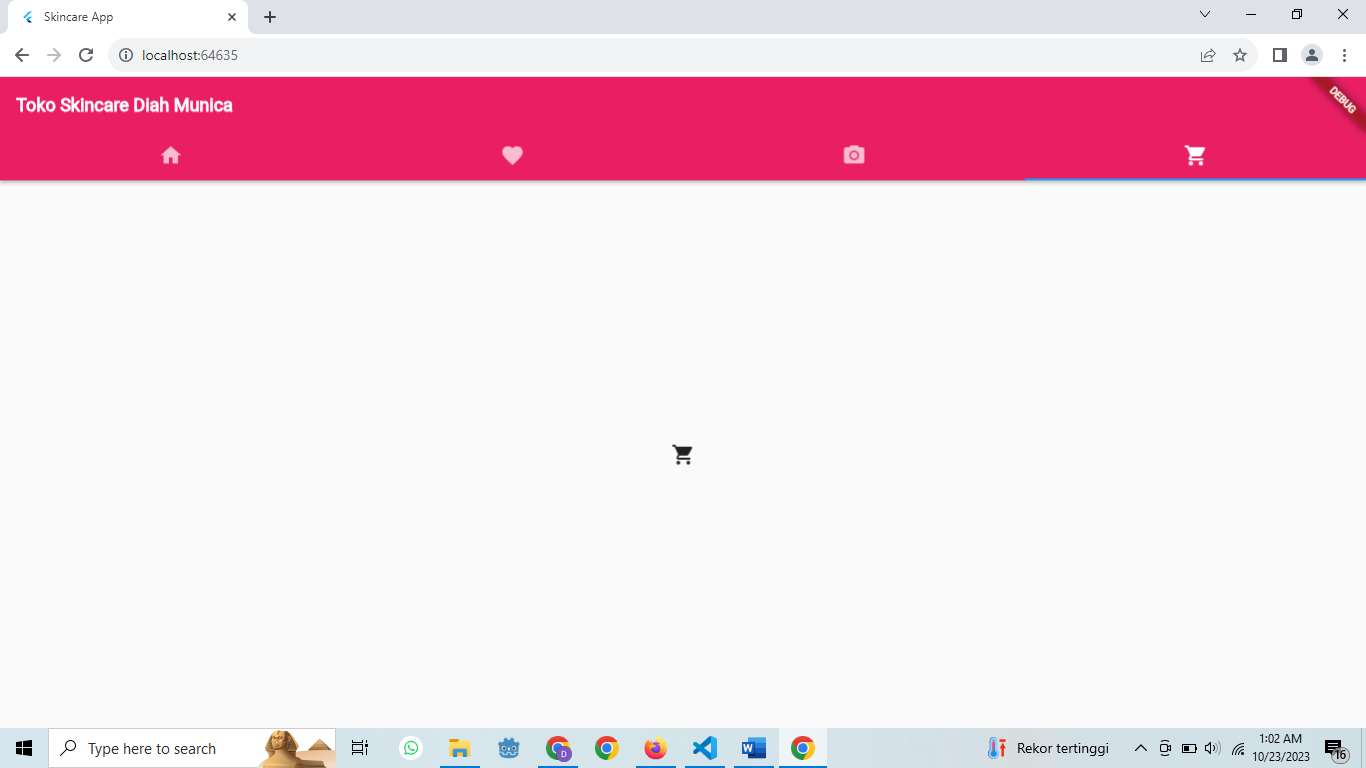 Skincare App
localhost:64635
Toko Skincare Diah Munica
DEBUG
Type here to search
D
Rekor tertinggi
1:02 AM
10/23/2023
16